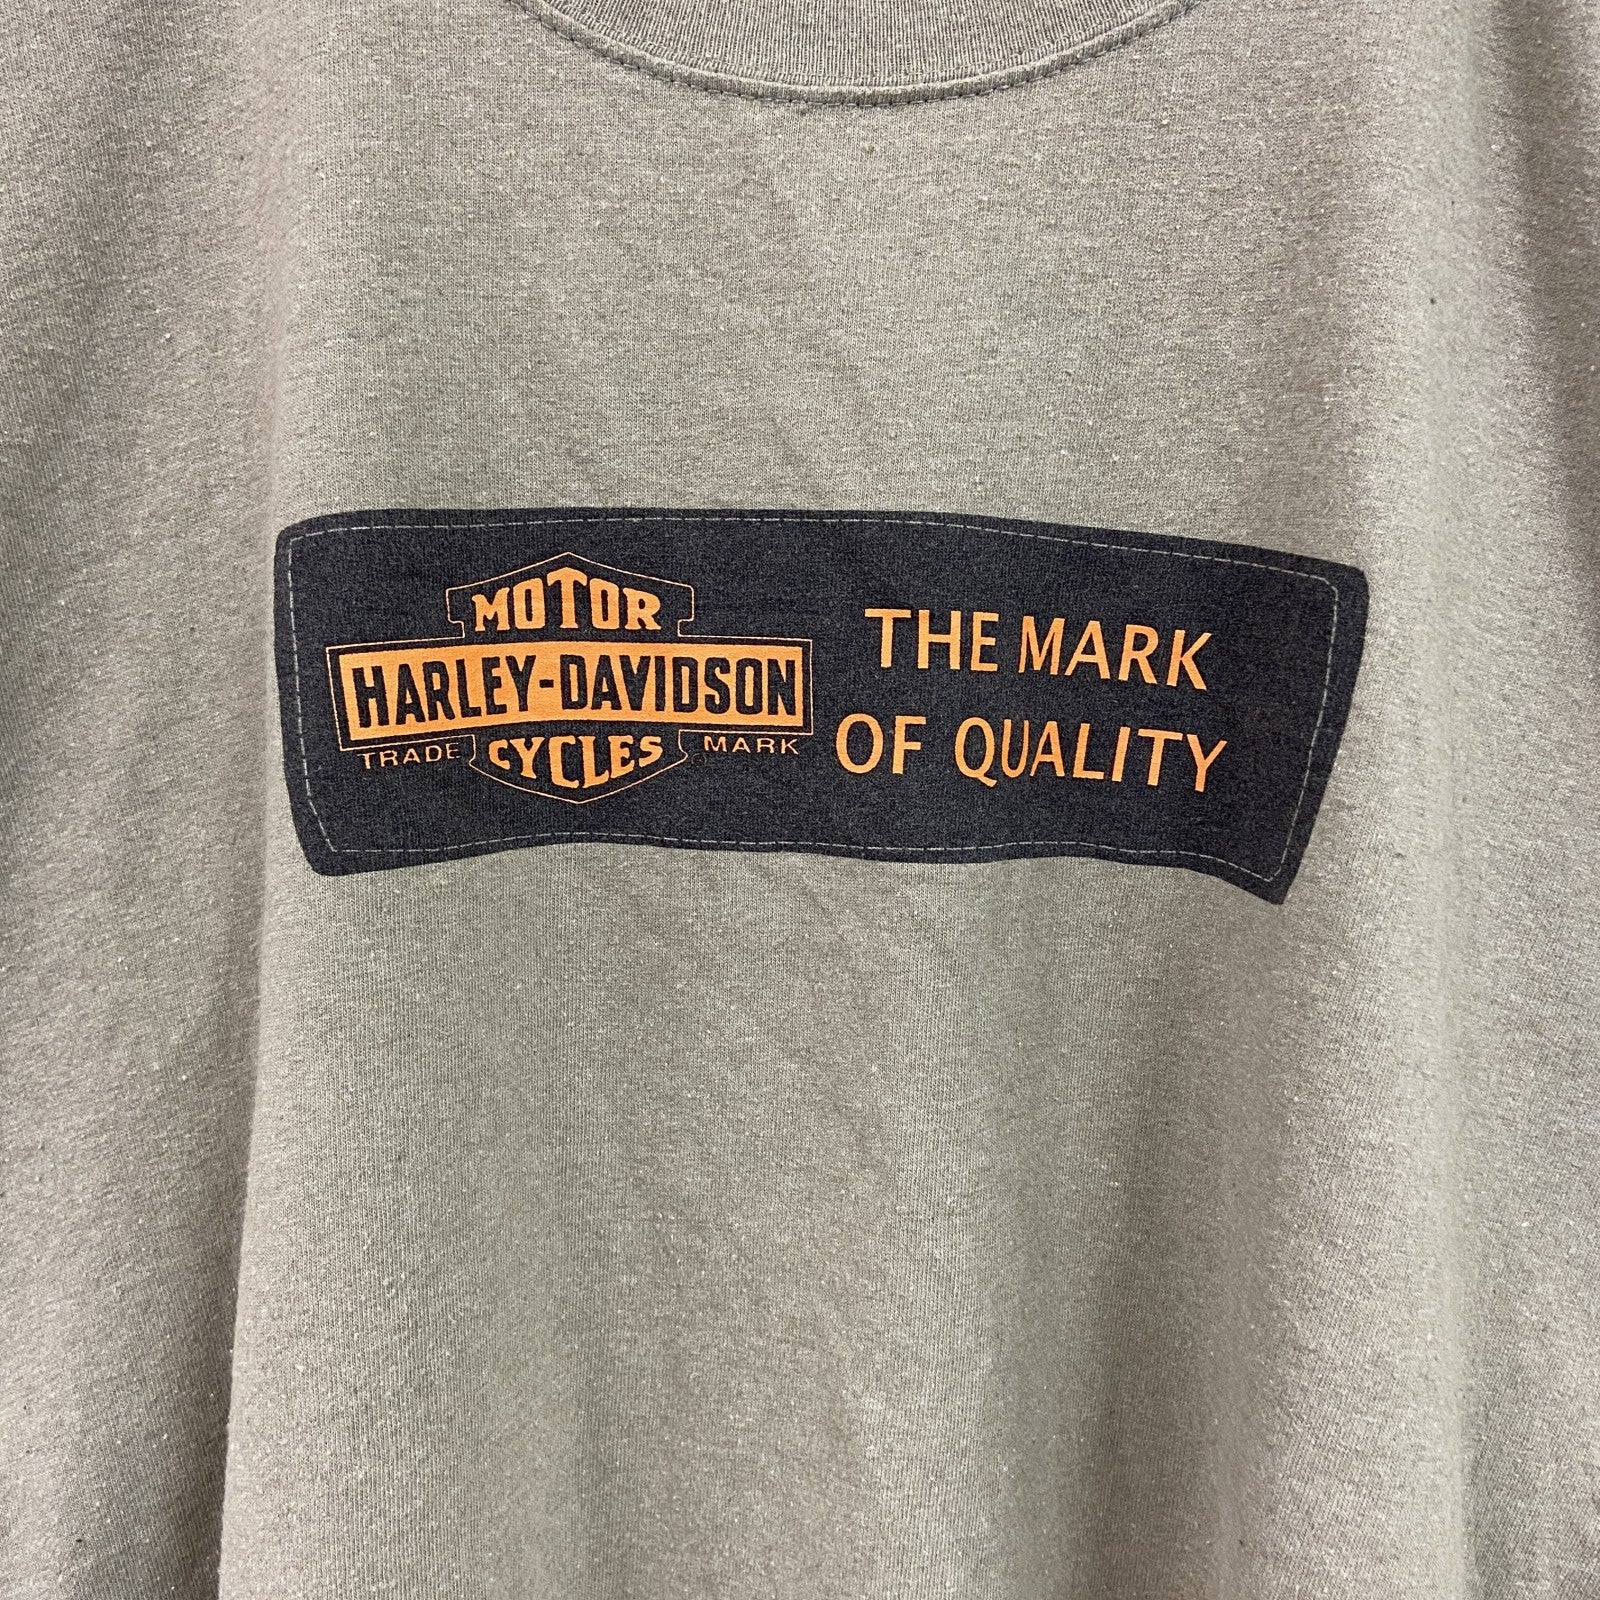 MOTOR
HARLEY-DAVIDSON
TRADE MARK
CYCLES
THE MARK
OF QUALITY